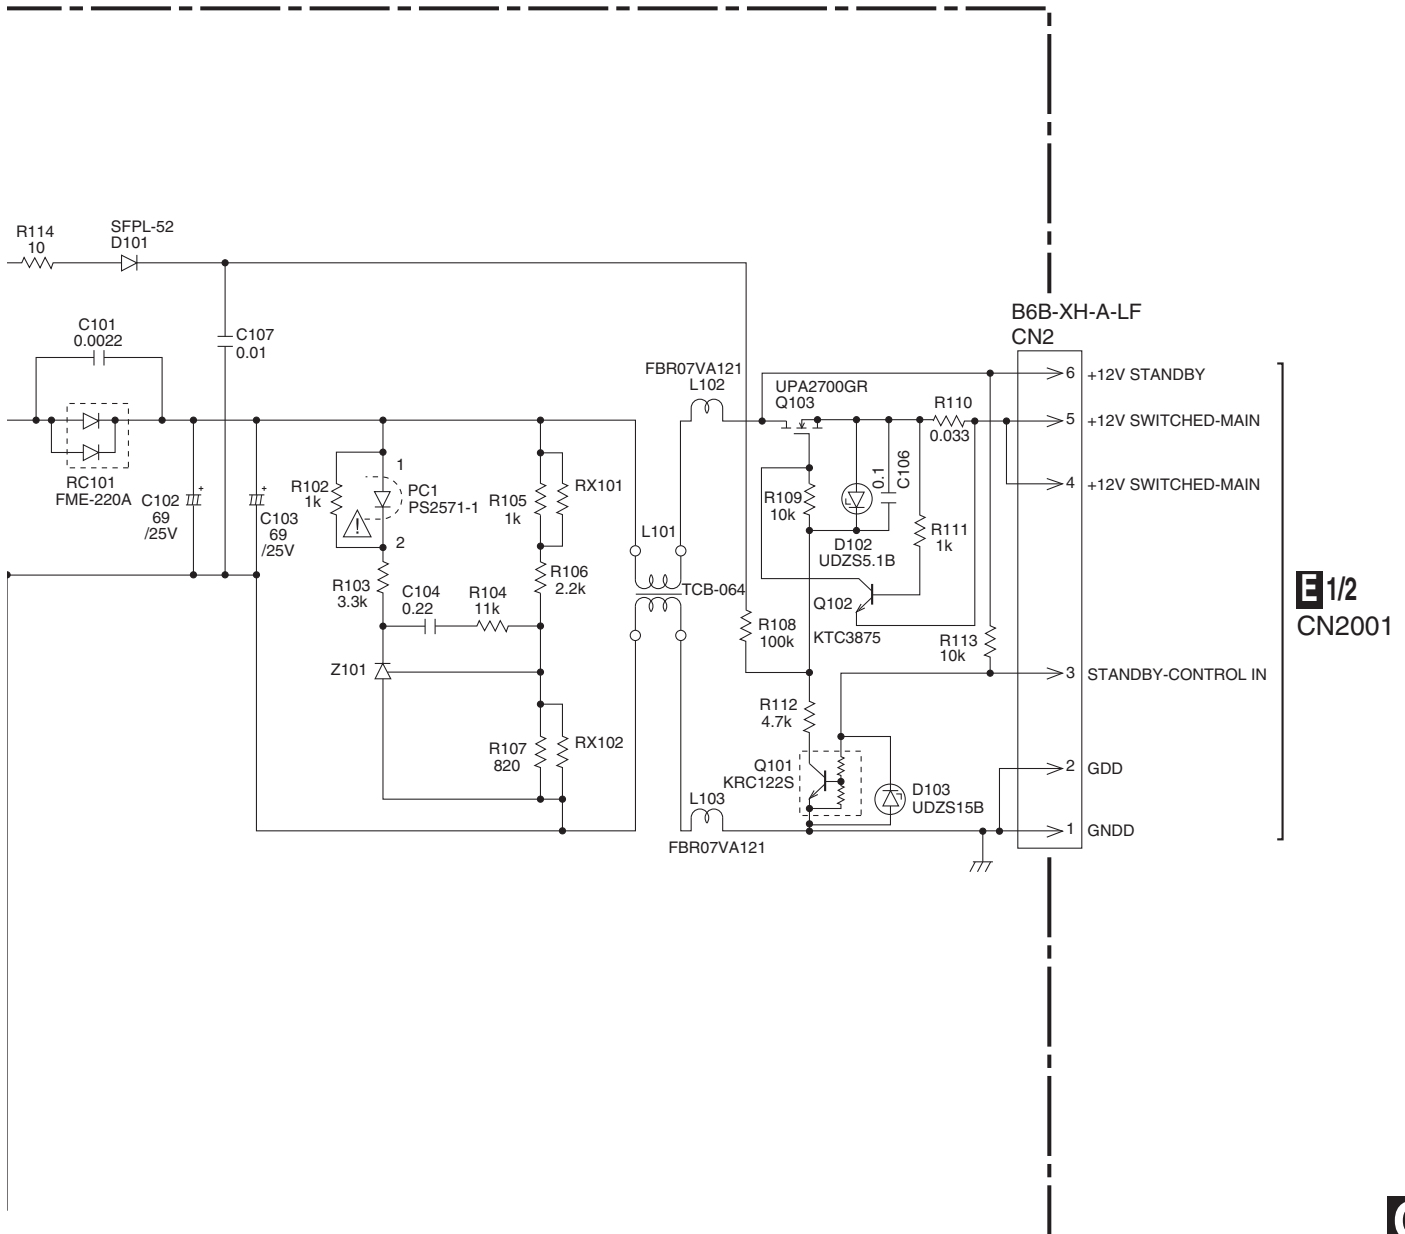 SFPL-52
D101
R114
10
B6B-XH-A-LF
CN2
C101
0.0022
C107
0.01
FBR07VA121
L102
UPA2700GR
Q103
R110
0.033
6 +12V STANDBY
5 +12V SWITCHED-MAIN
4 +12V SWITCHED-MAIN
RC101
FME-220A
C102
69
/25V
+
C103
69
/25V
+
R102
1k
1
PC1
PS2571-1
!
2
R105
1k
RX101
R109
10k
0.1
C106
D102
UDZS5.1B
R111
1k
L101
TCB-064
R103
3.3k
C104
0.22
R104
11k
R106
2.2k
Q102
KTC3875
R108
100k
R113
10k
E 1/2
CN2001
Z101
3 STANDBY-CONTROL IN
R112
4.7k
R107
820
RX102
Q101
KRC122S
D103
UDZS15B
2 GDD
L103
FBR07VA121
1 GNDD